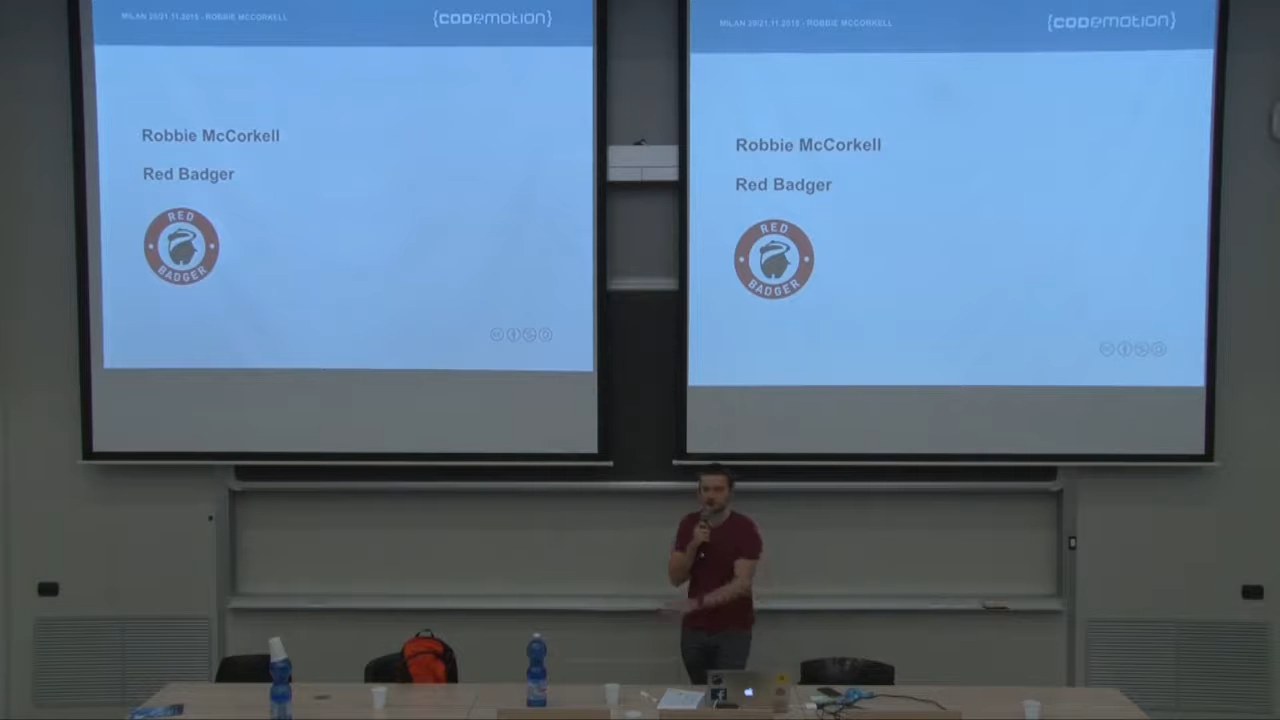 MILAN 20/21.11.2015 - ROBBIE MCCORKELL
{CODEMOTION}
Robbie McCorkell
Red Badger
RED
BADGER
MILAN 20/21.11.2015 - ROBBIE MCCORKELL
{CODEMOTION}
Robbie McCorkell
Red Badger
RED
BADGER